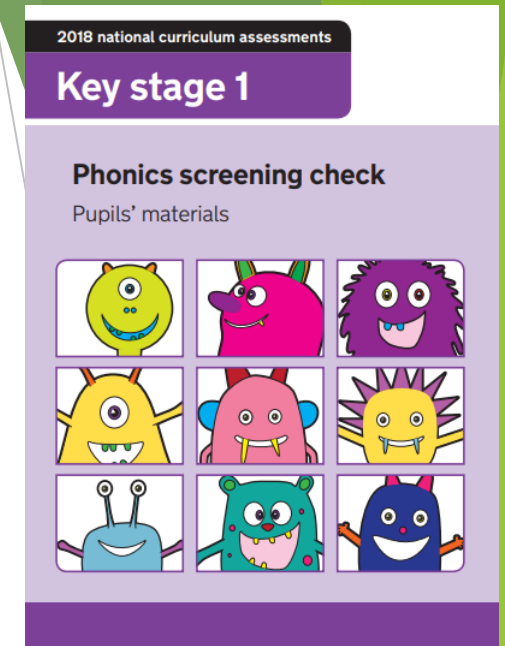 2018 national curriculum assessments
Key stage 1
Phonics screening check
Pupils’ materials